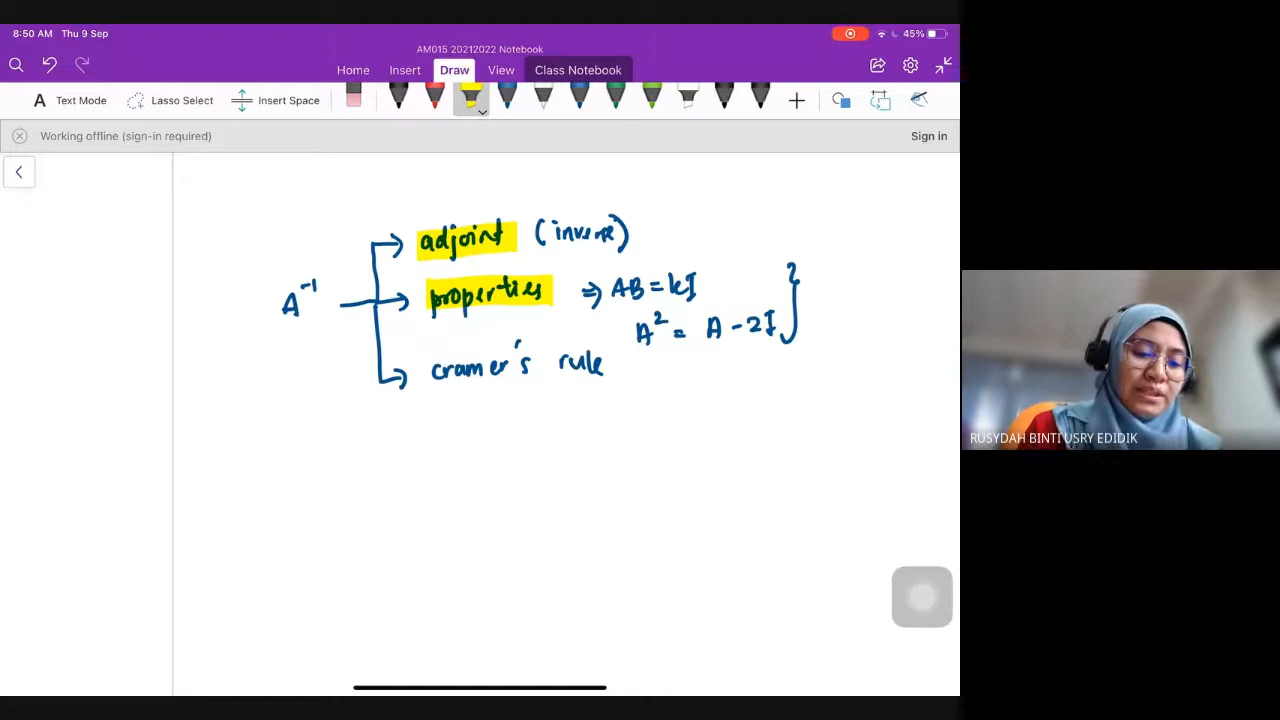 8:50 AM Thu 9 Sep
45%
AM015 20212022 Notebook
Home Insert Draw View Class Notebook
A Text Mode Lasso Select Insert Space
Working offline (sign-in required) Sign in
adjoint (inverse)
A⁻¹ properties ⇒ AB = kI
A² = A - 2I
cramer's rule
RUSYDAH BINTI USRY EDIDIK